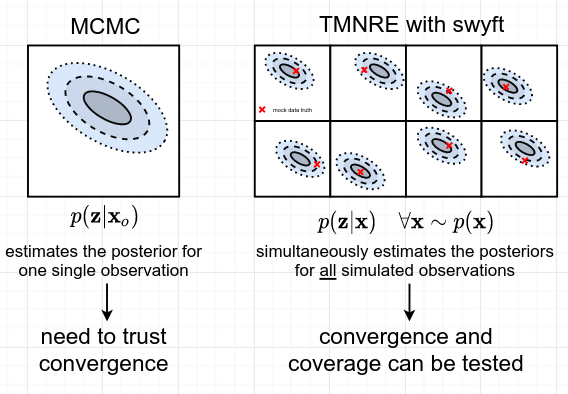 MCMC
TMNRE with swyft
mock data truth
p(z|x_o)
p(z|x) ∀x ∼ p(x)
estimates the posterior for
one single observation
simultaneously estimates the posteriors
for all simulated observations
need to trust
convergence
convergence and
coverage can be tested